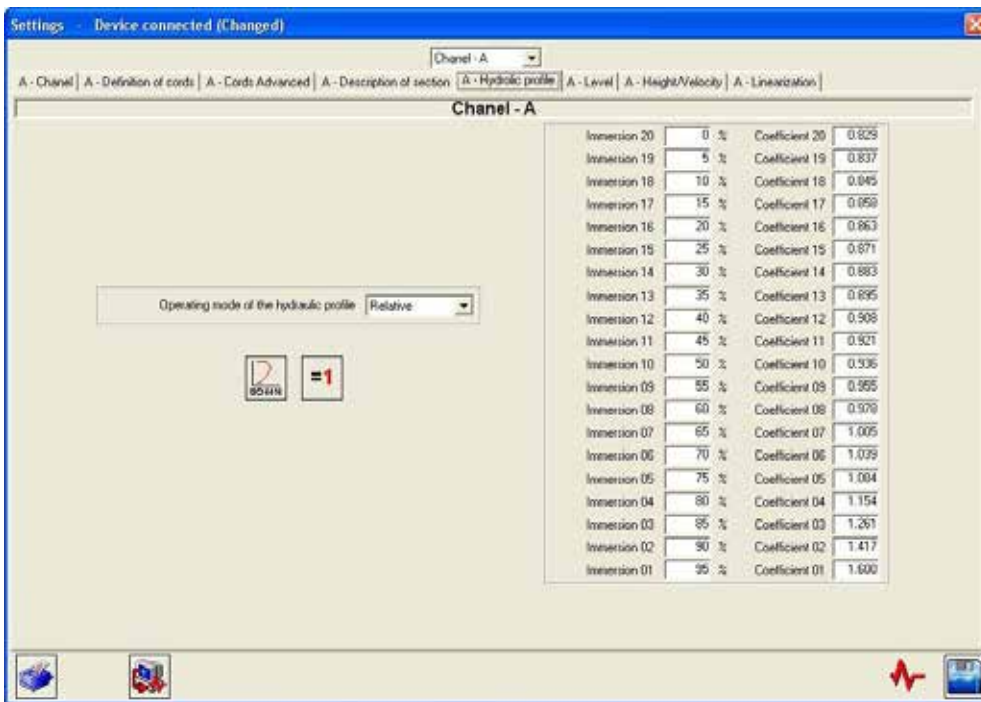 Settings - Device connected (Changed)
Chanel - A
A - Chanel A - Definition of cords A - Cords Advanced A - Description of section A - Hydrolic profile A - Level A - Height/Velocity A - Linearization
Chanel - A
Immersion 20 0 % Coefficient 20 0.829
Immersion 19 5 % Coefficient 19 0.837
Immersion 18 10 % Coefficient 18 0.845
Immersion 17 15 % Coefficient 17
Immersion 16 20 % Coefficient 16 0.863
Immersion 15 25 % Coefficient 15 0.871
Immersion 14 30 % Coefficient 14 0.883
Immersion 13 35 % Coefficient 13 0.895
Operating mode of the hydraulic profile Relative
Immersion 12 40 % Coefficient 12 0.908
Immersion 11 45 % Coefficient 11 0.921
Immersion 10 50 % Coefficient 10 0.936
=1
Immersion 09 55 % Coefficient 09 0.955
Immersion 08 60 % Coefficient 08 0.978
Immersion 07 65 % Coefficient 07 1.005
Immersion 06 70 % Coefficient 06 1.039
Immersion 05 75 % Coefficient 05 1.084
Immersion 04 80 % Coefficient 04 1.154
Immersion 03 85 % Coefficient 03 1.261
Immersion 02 90 % Coefficient 02 1.417
Immersion 01 95 % Coefficient 01 1.600